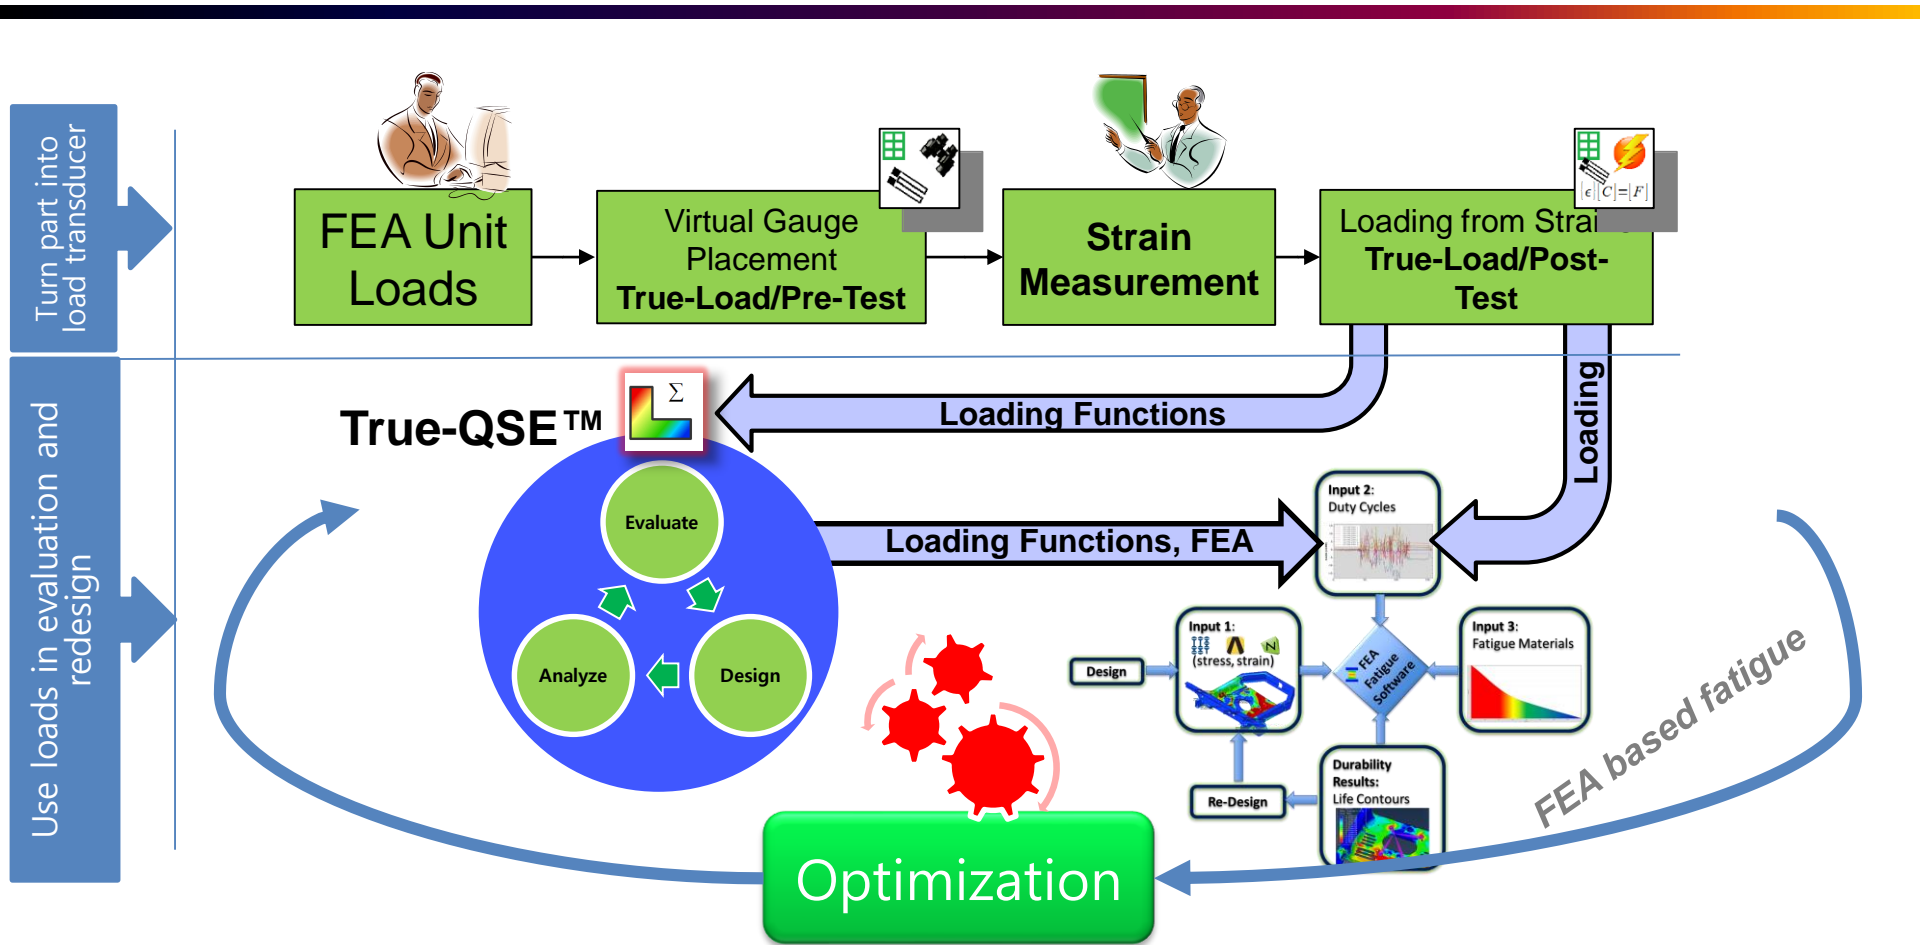 Turn part into
load transducer
FEA Unit
Loads
Virtual Gauge
Placement
True-Load/Pre-Test
Strain
Measurement
[ϵ][C]=[F]
Loading from Strai
True-Load/Post-
Test
Use loads in evaluation and
redesign
True-QSE™
Σ
Loading Functions
Loading
Evaluate
Design
Analyze
Loading Functions, FEA
Input 2:
Duty Cycles
Input 1:
(stress, strain)
Input 3:
Fatigue Materials
Design
FEA
Fatigue
Software
Re-Design
Durability
Results:
Life Contours
FEA based fatigue
Optimization